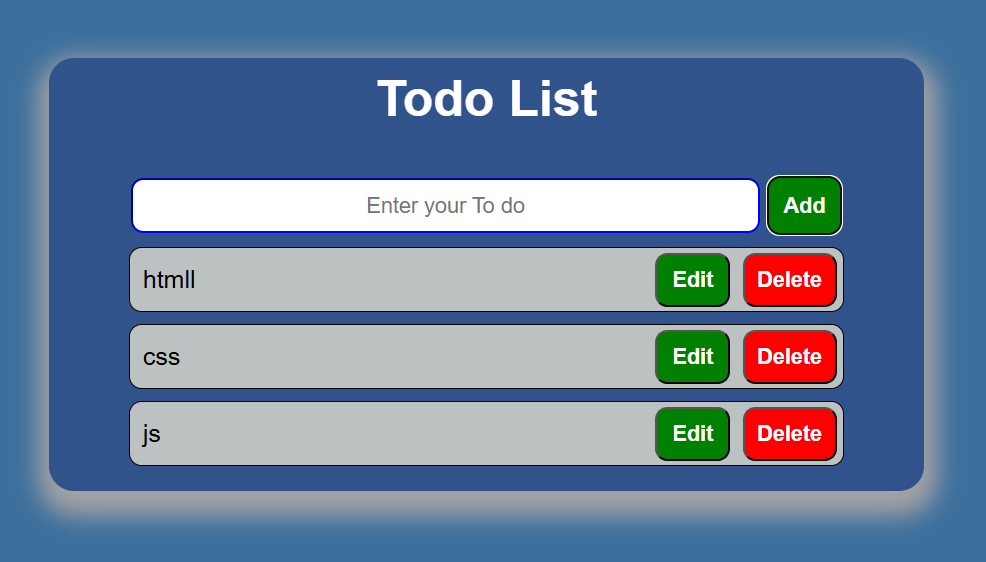 Todo List
Enter your To do Add
htmll Edit Delete
css Edit Delete
js Edit Delete